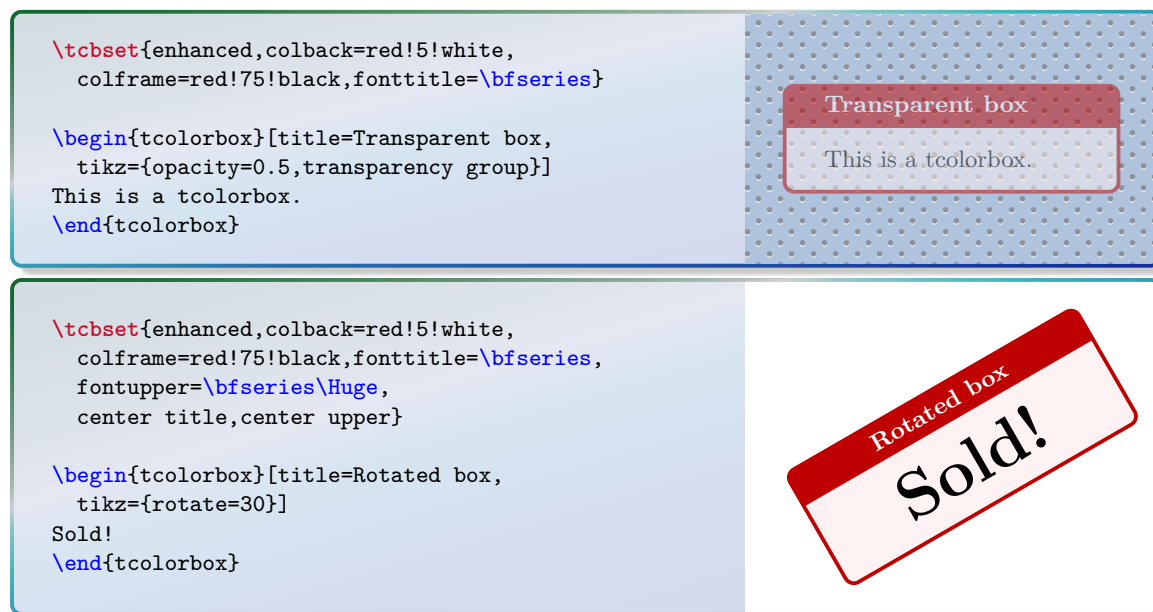 \tcbset{enhanced,colback=red!5!white,
  colframe=red!75!black,fonttitle=\bfseries}
\begin{tcolorbox}[title=Transparent box,
  tikz={opacity=0.5,transparency group}]
This is a tcolorbox.
\end{tcolorbox}
Transparent box
This is a tcolorbox.
\tcbset{enhanced,colback=red!5!white,
  colframe=red!75!black,fonttitle=\bfseries,
  fontupper=\bfseries\Huge,
  center title,center upper}
\begin{tcolorbox}[title=Rotated box,
  tikz={rotate=30}]
Sold!
\end{tcolorbox}
Rotated box
Sold!